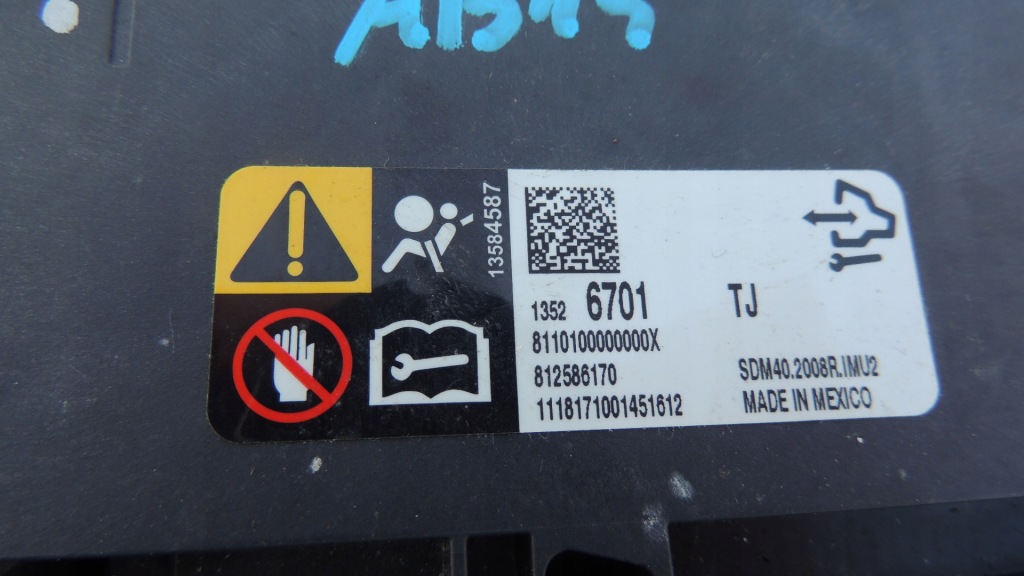 13584587
1352 6701 TJ
8110100000000X
812586170 SDM40.2008R.IMU2
1118171001451612 MADE IN MEXICO